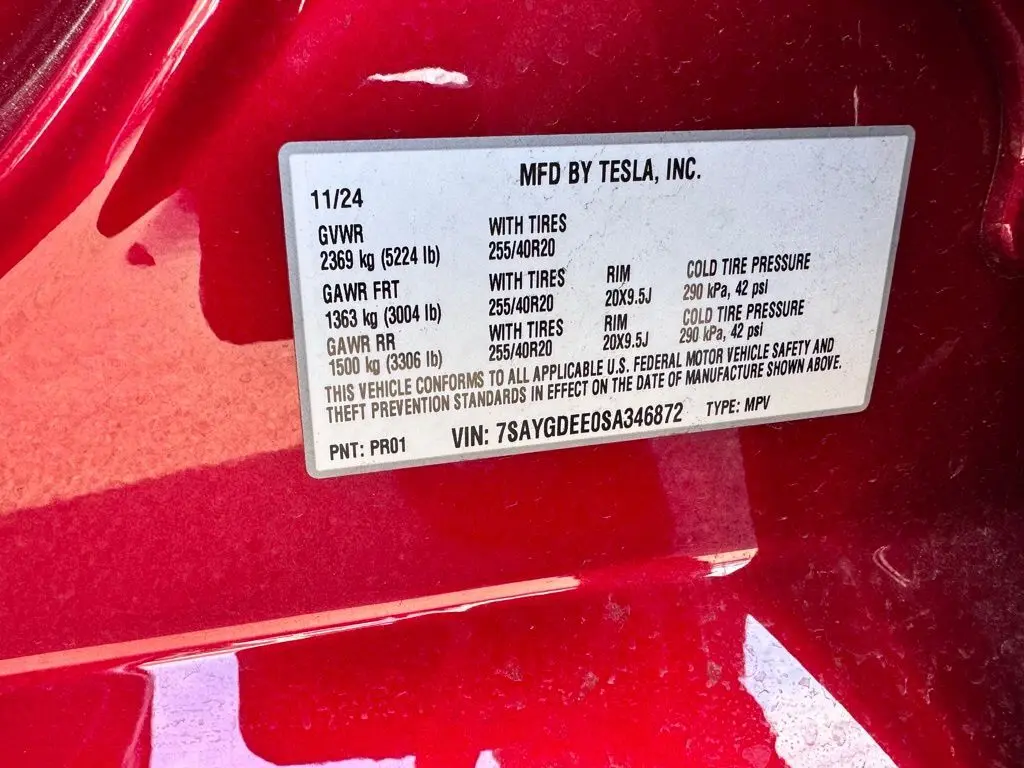 MFD BY TESLA, INC.
11/24
GVWR WITH TIRES
2369 kg (5224 lb) 255/40R20
GAWR FRT WITH TIRES RIM COLD TIRE PRESSURE
1363 kg (3004 lb) 255/40R20 20X9.5J 290 kPa, 42 psi
GAWR RR WITH TIRES RIM COLD TIRE PRESSURE
1500 kg (3306 lb) 255/40R20 20X9.5J 290 kPa, 42 psi
THIS VEHICLE CONFORMS TO ALL APPLICABLE U.S. FEDERAL MOTOR VEHICLE SAFETY AND
THEFT PREVENTION STANDARDS IN EFFECT ON THE DATE OF MANUFACTURE SHOWN ABOVE.
PNT: PR01 VIN: 7SAYGDEE0SA346872 TYPE: MPV